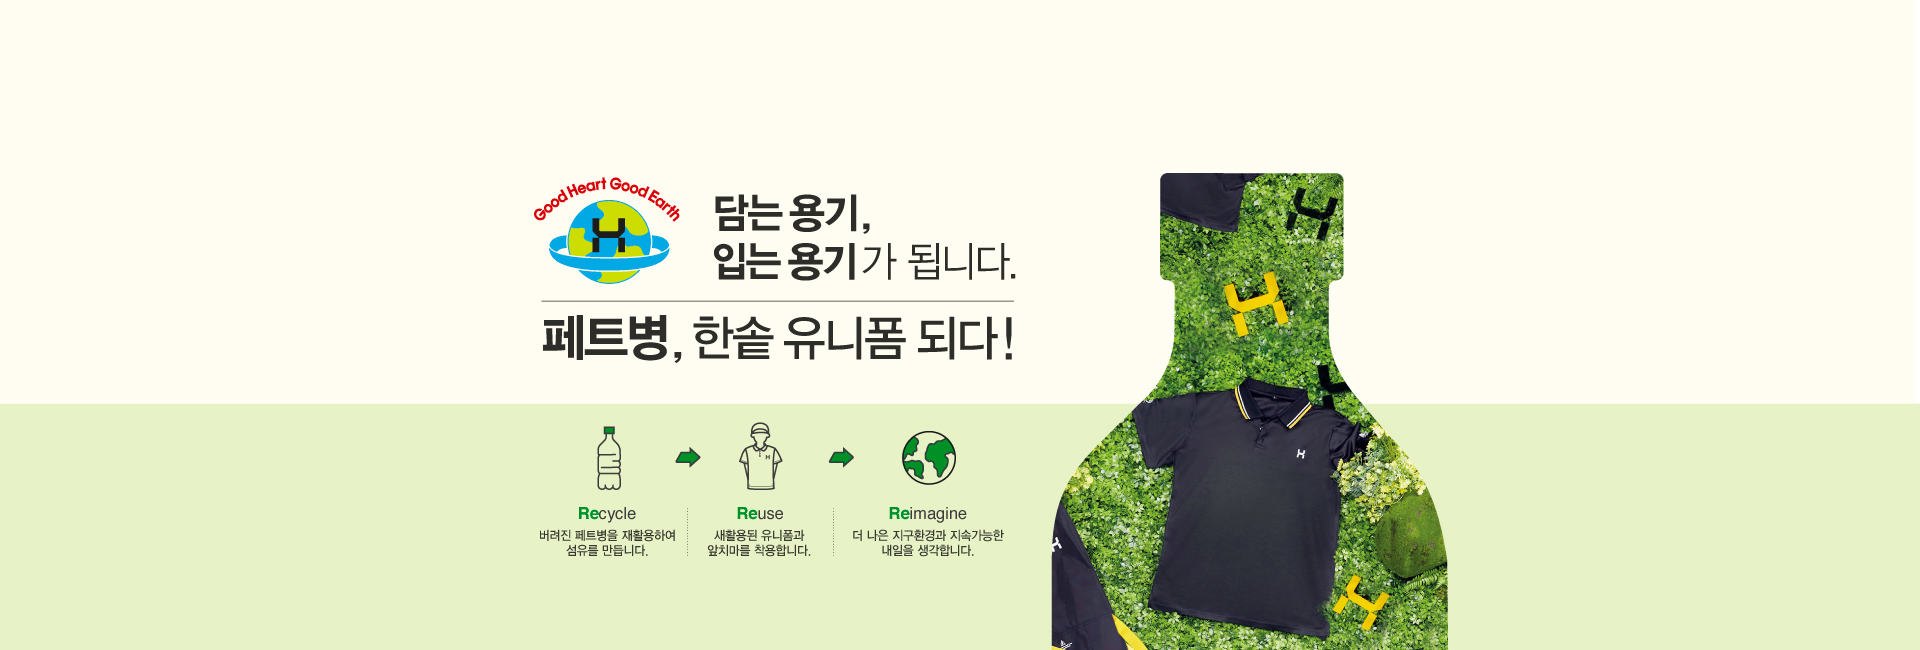 Good Heart Good Earth
담는 용기,
입는 용기가 됩니다.
페트병, 한솥 유니폼 되다!
Recycle
버려진 페트병을 재활용하여
섬유를 만듭니다.
Reuse
새활용된 유니폼과
앞치마를 착용합니다.
Reimagine
더 나은 지구환경과 지속가능한
내일을 생각합니다.